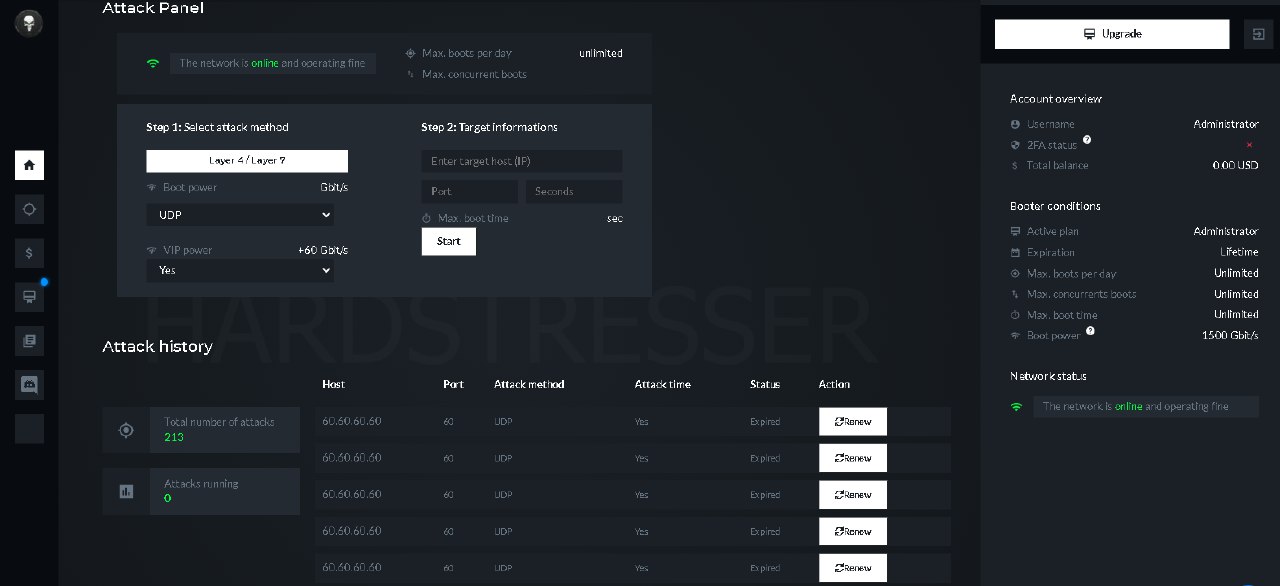 Attack Panel
The network is online and operating fine
Max. boots per day unlimited
Max. concurrent boots
Step 1: Select attack method
Layer 4 / Layer 7
Boot power Gbit/s
UDP
VIP power +60 Gbit/s
Yes
Step 2: Target informations
Enter target host (IP)
Port Seconds
Max. boot time sec
Start
HARDSTRESSER
Attack history
Total number of attacks
213
Attacks running
0
Host Port Attack method Attack time Status Action
60.60.60.60 60 UDP Yes Expired Renew
60.60.60.60 60 UDP Yes Expired Renew
60.60.60.60 60 UDP Yes Expired Renew
60.60.60.60 60 UDP Yes Expired Renew
60.60.60.60 60 UDP Yes Expired Renew
Upgrade
Account overview
Username Administrator
2FA status ? ×
$ Total balance 0.00 USD
Booter conditions
Active plan Administrator
Expiration Lifetime
Max. boots per day Unlimited
Max. concurrents boots Unlimited
Max. boot time Unlimited
Boot power ? 1500 Gbit/s
Network status
The network is online and operating fine